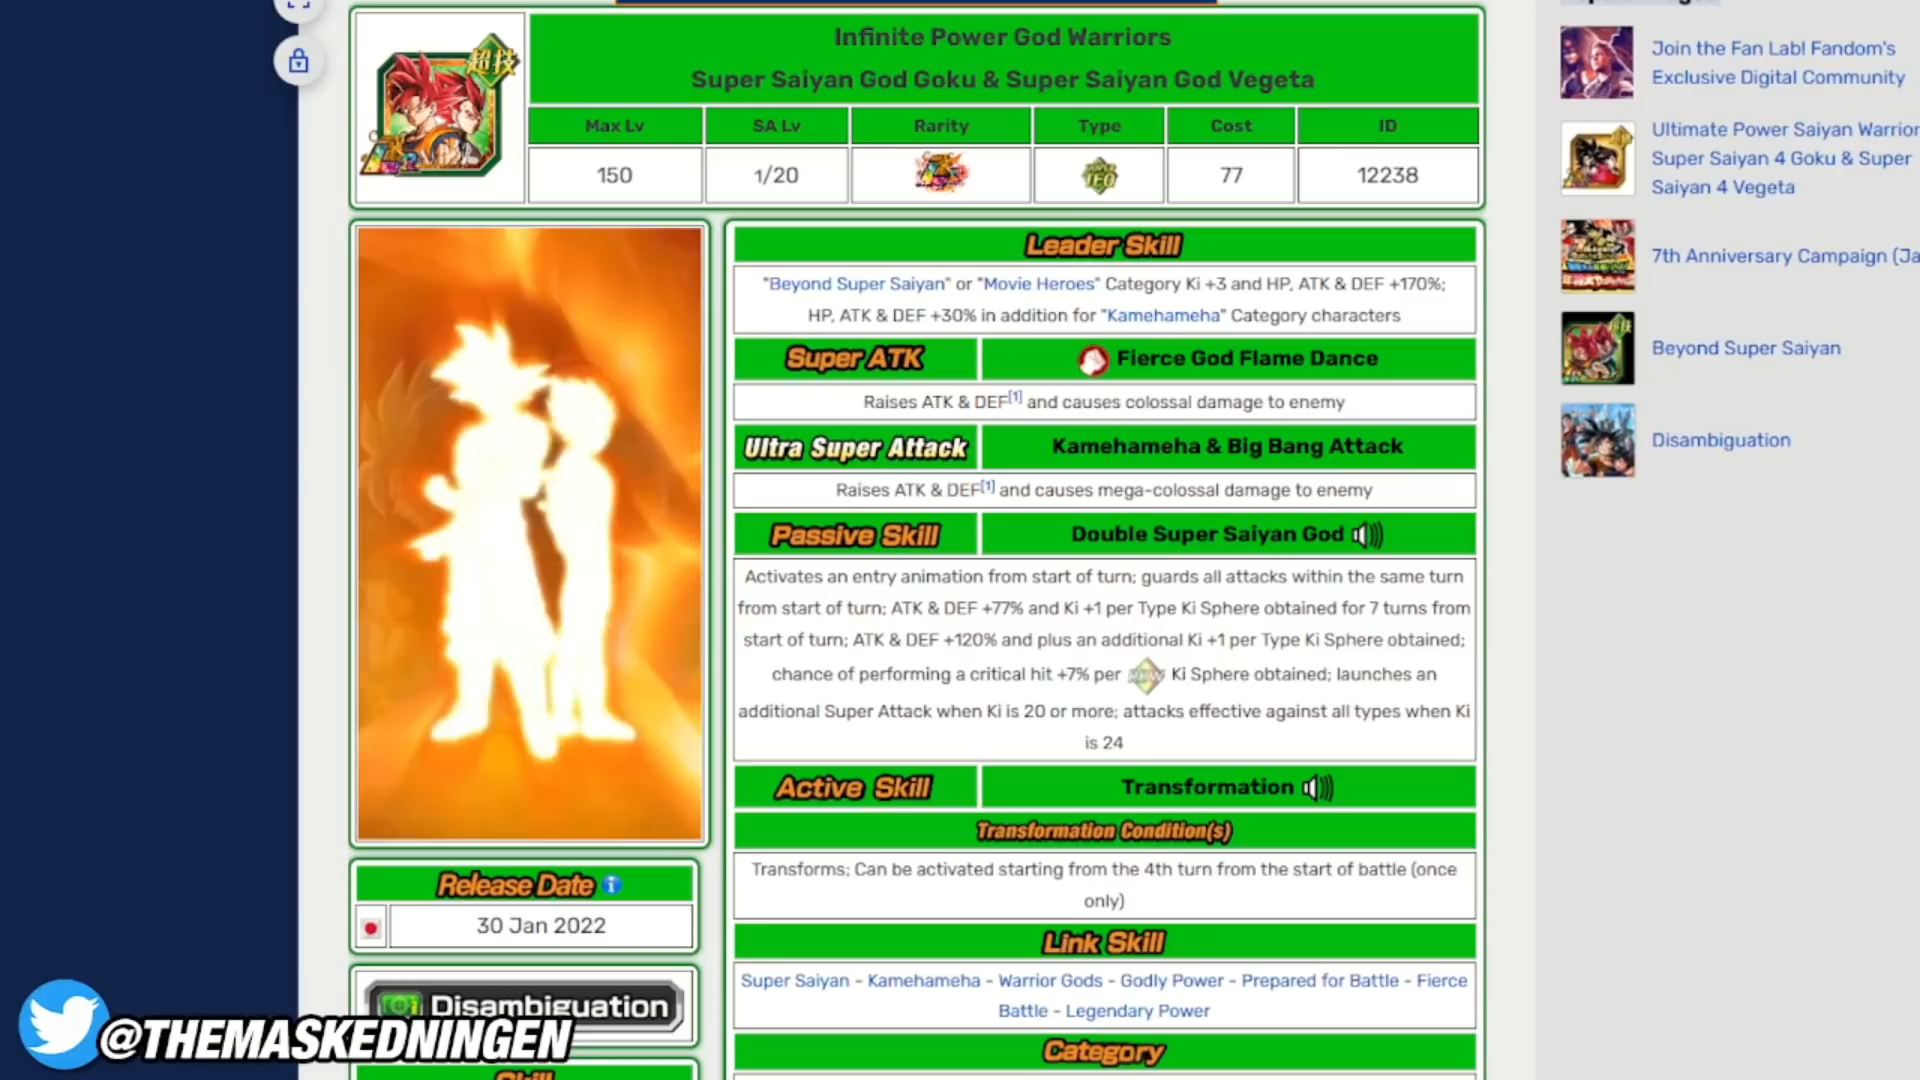 Infinite Power God Warriors
Super Saiyan God Goku & Super Saiyan God Vegeta
超技
Max Lv SA Lv Rarity Type Cost ID
150 1/20 SUPER TEQ 77 12238
Leader Skill
"Beyond Super Saiyan" or "Movie Heroes" Category Ki +3 and HP, ATK & DEF +170%;
HP, ATK & DEF +30% in addition for "Kamehameha" Category characters
Super ATK Fierce God Flame Dance
Raises ATK & DEF[1] and causes colossal damage to enemy
Ultra Super Attack Kamehameha & Big Bang Attack
Raises ATK & DEF[1] and causes mega-colossal damage to enemy
Passive Skill Double Super Saiyan God
Activates an entry animation from start of turn; guards all attacks within the same turn
from start of turn; ATK & DEF +77% and Ki +1 per Type Ki Sphere obtained for 7 turns from
start of turn; ATK & DEF +120% and plus an additional Ki +1 per Type Ki Sphere obtained;
chance of performing a critical hit +7% per Ki Sphere obtained; launches an
additional Super Attack when Ki is 20 or more; attacks effective against all types when Ki
is 24
Active Skill Transformation
Transformation Condition(s)
Transforms; Can be activated starting from the 4th turn from the start of battle (once
only)
Link Skill
Super Saiyan - Kamehameha - Warrior Gods - Godly Power - Prepared for Battle - Fierce
Battle - Legendary Power
Category
Release Date
30 Jan 2022
Disambiguation
Skill
@THEMASKEDNINGEN
Join the Fan Lab! Fandom's
Exclusive Digital Community
Ultimate Power Saiyan Warrior
Super Saiyan 4 Goku & Super
Saiyan 4 Vegeta
7th Anniversary Campaign (Ja
Beyond Super Saiyan
Disambiguation